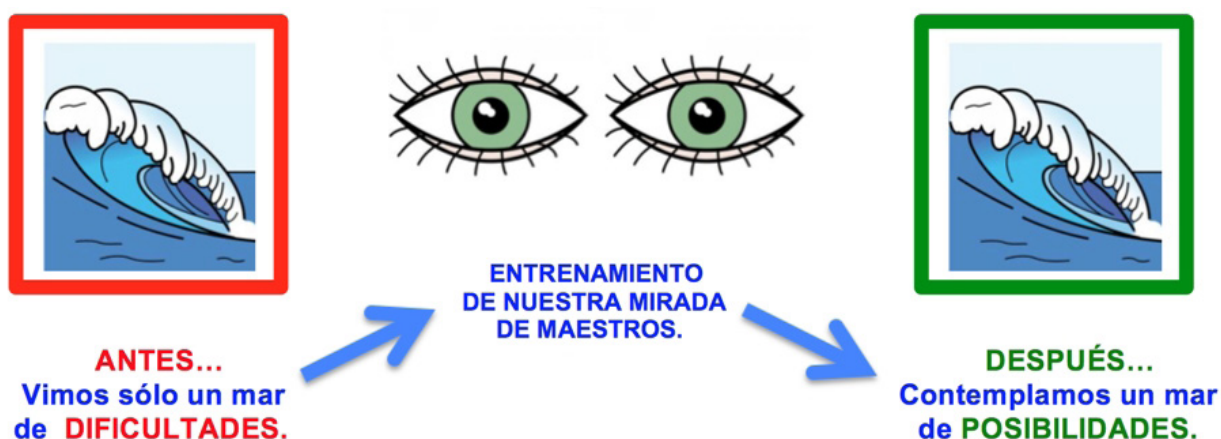 ENTRENAMIENTO
DE NUESTRA MIRADA
DE MAESTROS.
ANTES...
Vimos sólo un mar
de DIFICULTADES.
DESPUÉS...
Contemplamos un mar
de POSIBILIDADES.